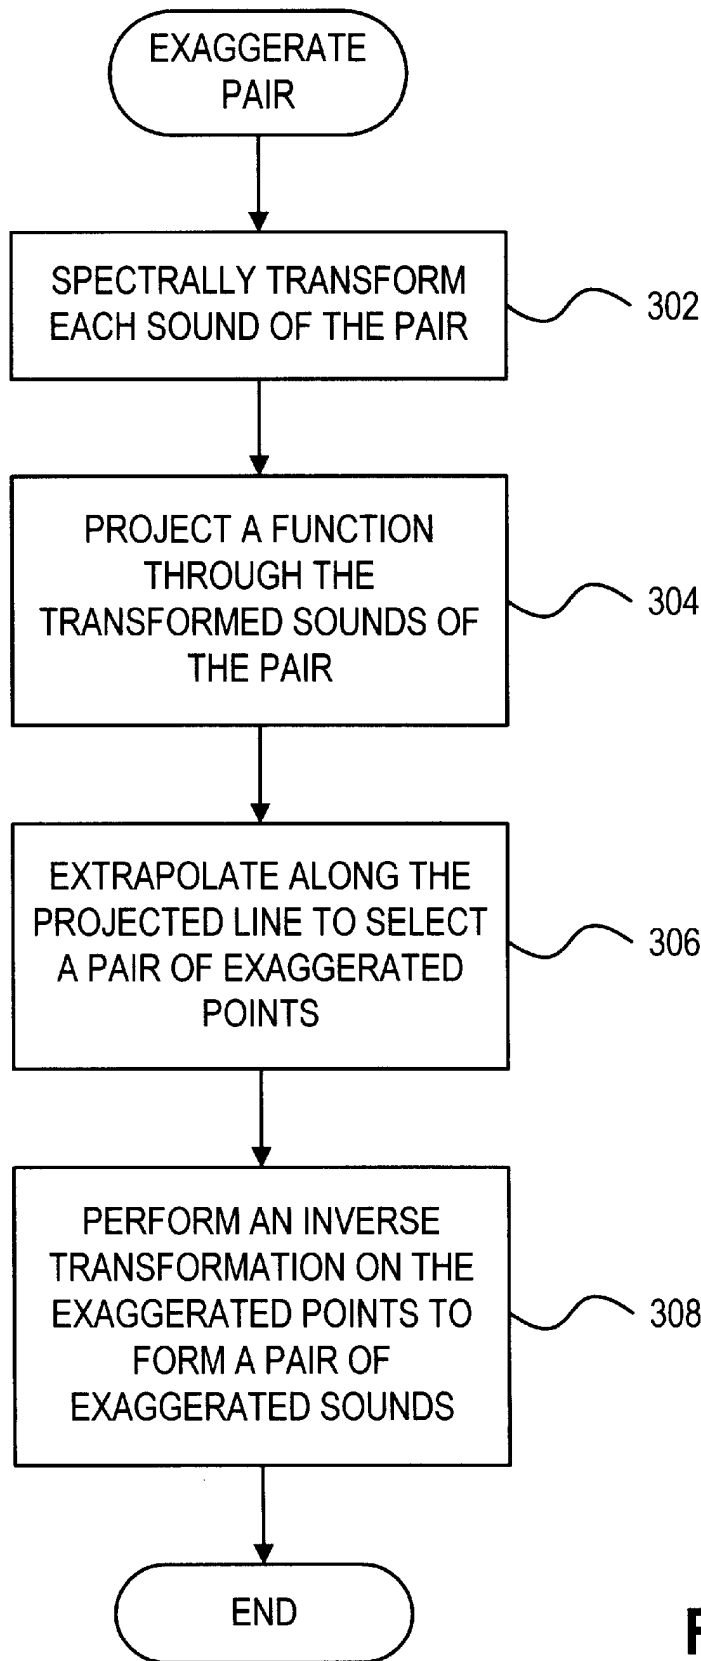 EXAGGERATE
PAIR
SPECTRALLY TRANSFORM
EACH SOUND OF THE PAIR
302
PROJECT A FUNCTION
THROUGH THE
TRANSFORMED SOUNDS OF
THE PAIR
304
EXTRAPOLATE ALONG THE
PROJECTED LINE TO SELECT
A PAIR OF EXAGGERATED
POINTS
306
PERFORM AN INVERSE
TRANSFORMATION ON THE
EXAGGERATED POINTS TO
FORM A PAIR OF
EXAGGERATED SOUNDS
308
END